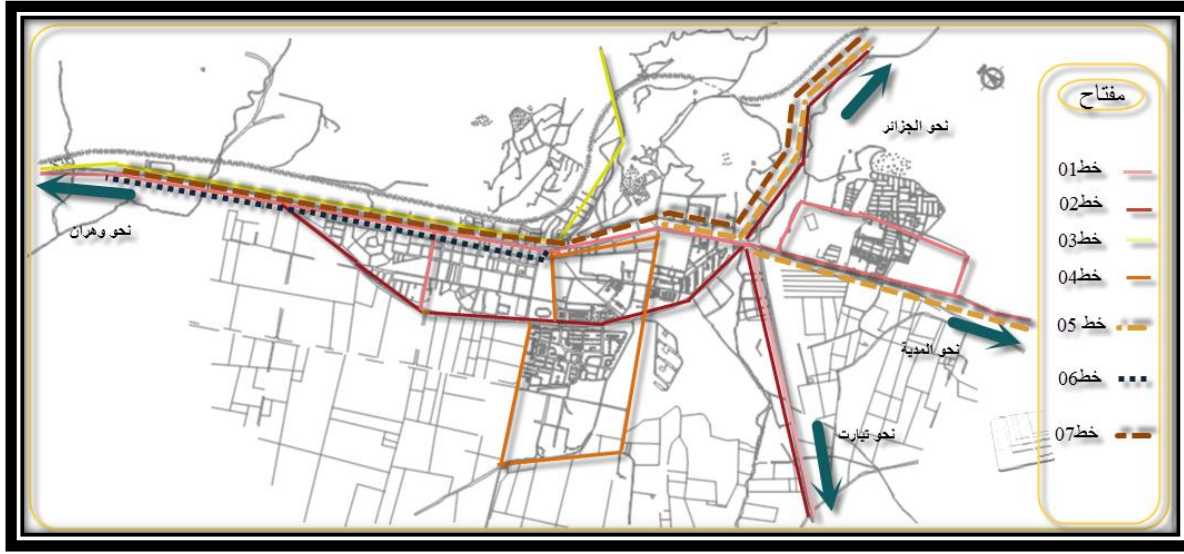 مفتاح
خط01
خط02
خط03
خط04
خط 05
خط06
خط07
نحو الجزائر
نحو وهران
نحو المدية
نحو تيارت